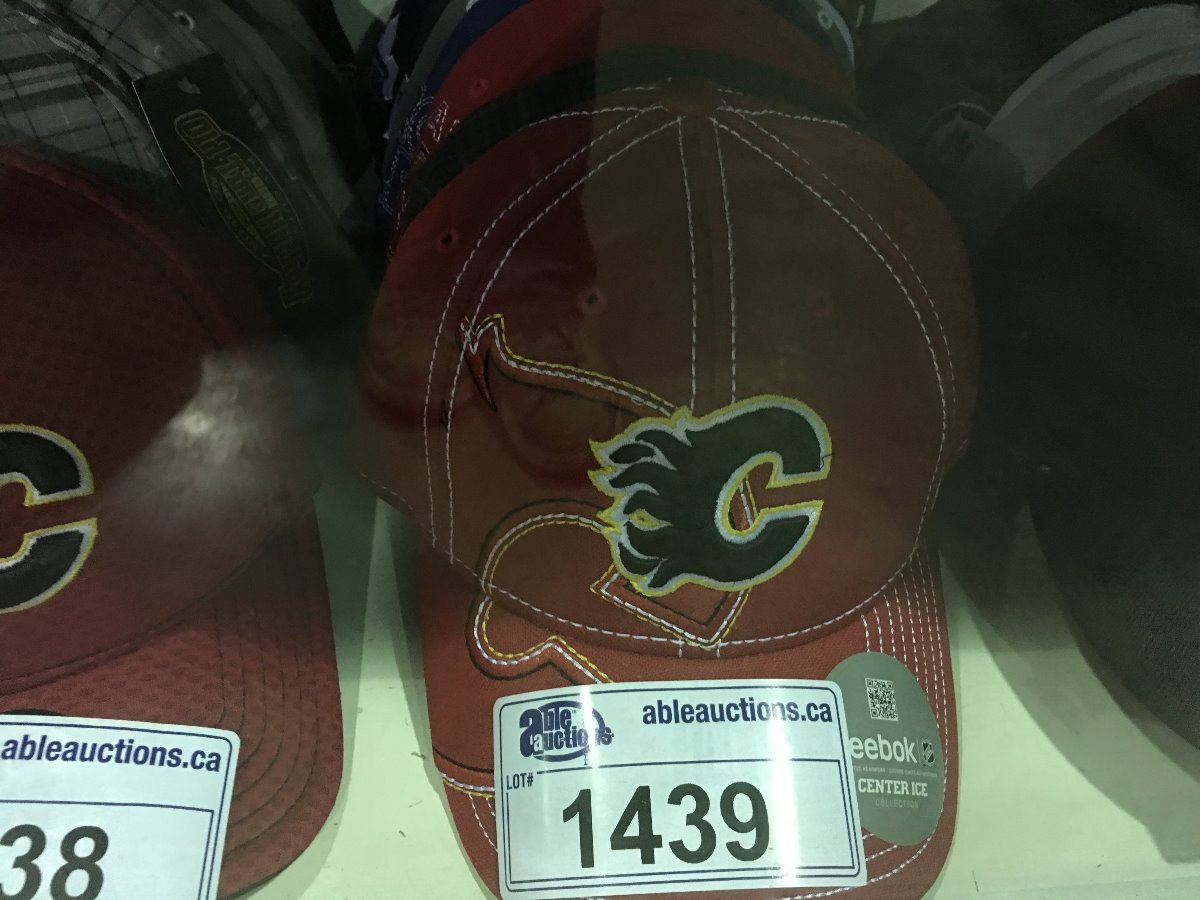 ableauctions.ca
38
able auctions
ableauctions.ca
LOT#
1439
eebok
CENTER ICE
COLLECTION
C
C